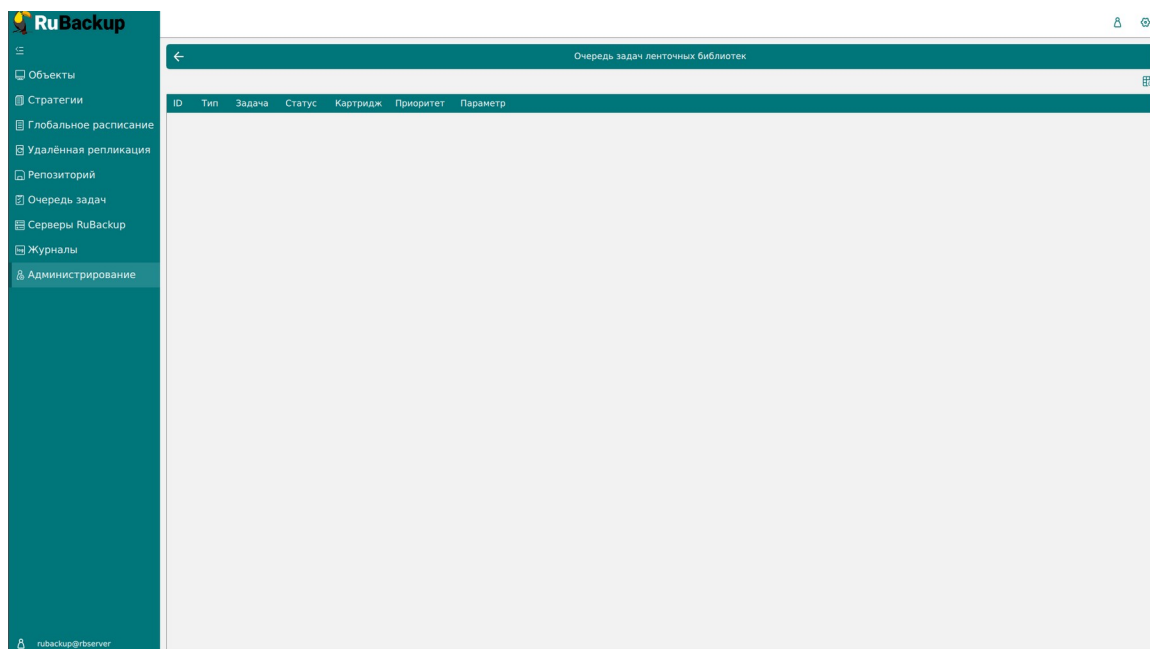 RuBackup
Очередь задач ленточных библиотек
Объекты
Стратегии
Глобальное расписание
Удалённая репликация
Репозиторий
Очередь задач
Серверы RuBackup
Журналы
Администрирование
ID Тип Задача Статус Картридж Приоритет Параметр
rubackup@rbserver